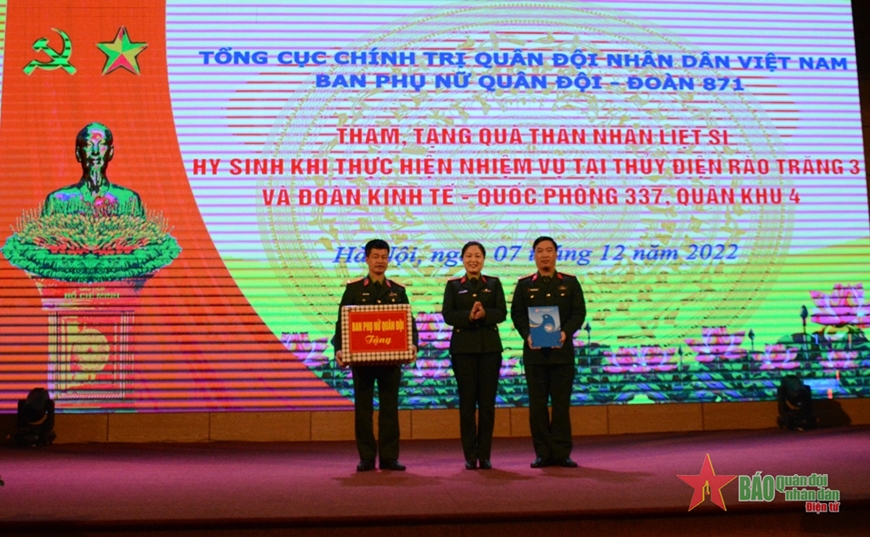 TỔNG CỤC CHÍNH TRỊ QUÂN ĐỘI NHÂN DÂN VIỆT NAM
BAN PHỤ NỮ QUÂN ĐỘI - ĐOÀN 871
THĂM, TẶNG QUÀ THÂN NHÂN LIỆT SĨ
HY SINH KHI THỰC HIỆN NHIỆM VỤ TẠI THỦY ĐIỆN RÀO TRĂNG 3
VÀ ĐOÀN KINH TẾ - QUỐC PHÒNG 337, QUÂN KHU 4
Hà Nội, ngày 07 tháng 12 năm 2022
BAN PHỤ NỮ QUÂN ĐỘI
Tặng
BÁO Quân đội
nhân dân
Điện tử